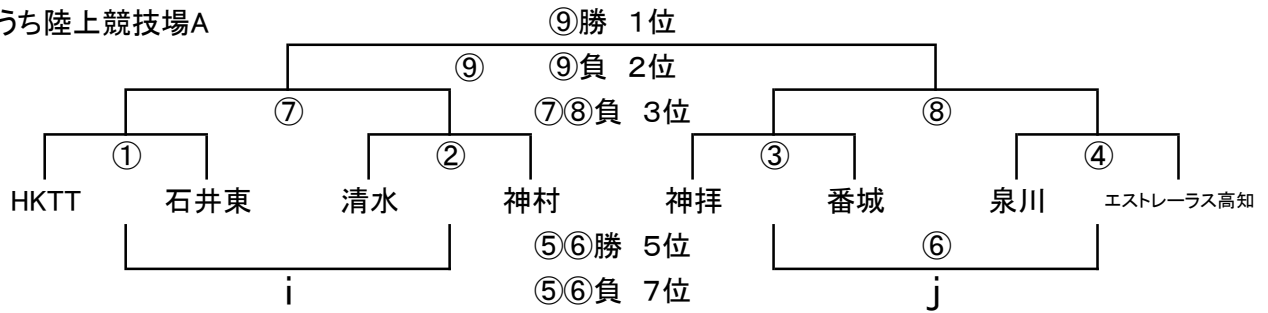 うち陸上競技場A
⑨勝 1位
⑨ ⑨負 2位
⑦ ⑦⑧負 3位 ⑧
① ② ③ ④
HKTT 石井東 清水 神村 神拝 番城 泉川 エストレーラス高知
⑤⑥勝 5位 ⑥
i ⑤⑥負 7位 j